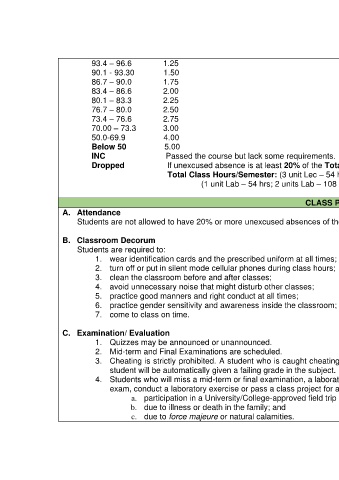 93.4 – 96.6 1.25
90.1 - 93.30 1.50
86.7 – 90.0 1.75
83.4 – 86.6 2.00
80.1 – 83.3 2.25
76.7 – 80.0 2.50
73.4 – 76.6 2.75
70.00 – 73.3 3.00
50.0-69.9 4.00
Below 50 5.00
INC Passed the course but lack some requirements.
Dropped If unexcused absence is at least 20% of the Tota
Total Class Hours/Semester: (3 unit Lec – 54 h
(1 unit Lab – 54 hrs; 2 units Lab – 108
CLASS P
A. Attendance
Students are not allowed to have 20% or more unexcused absences of th
B. Classroom Decorum
Students are required to:
1. wear identification cards and the prescribed uniform at all times;
2. turn off or put in silent mode cellular phones during class hours;
3. clean the classroom before and after classes;
4. avoid unnecessary noise that might disturb other classes;
5. practice good manners and right conduct at all times;
6. practice gender sensitivity and awareness inside the classroom;
7. come to class on time.
C. Examination/ Evaluation
1. Quizzes may be announced or unannounced.
2. Mid-term and Final Examinations are scheduled.
3. Cheating is strictly prohibited. A student who is caught cheating
student will be automatically given a failing grade in the subject.
4. Students who will miss a mid-term or final examination, a laborat
exam, conduct a laboratory exercise or pass a class project for a
a. participation in a University/College-approved field trip
b. due to illness or death in the family; and
c. due to force majeure or natural calamities.